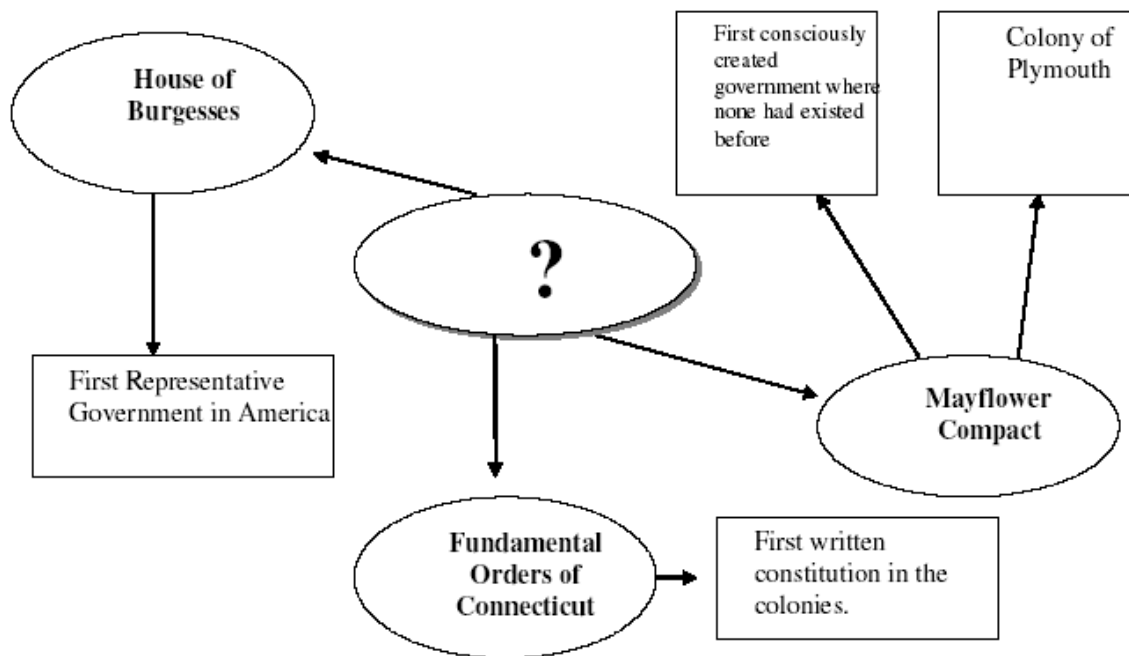 House of
Burgesses
First consciously
created
government where
none had existed
before
Colony of
Plymouth
?
First Representative
Government in America
Mayflower
Compact
Fundamental
Orders of
Connecticut
First written
constitution in the
colonies.